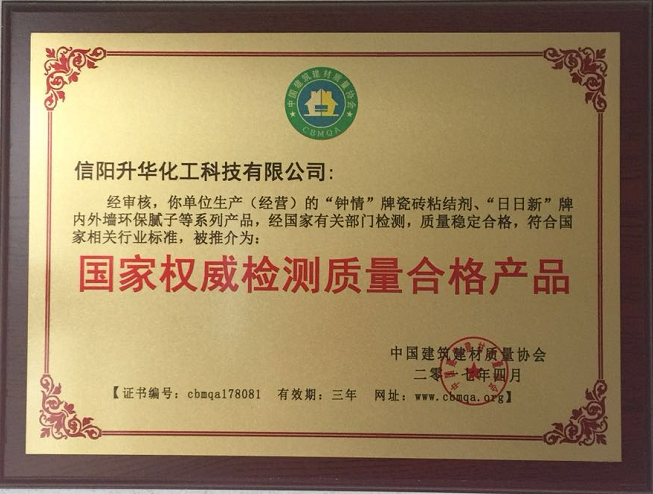 中国建筑建材质量协会
CBMQA
信阳升华化工科技有限公司:
经审核,你单位生产(经营)的“钟情”牌瓷砖粘结剂、“日日新”牌
内外墙环保腻子等系列产品,经国家有关部门检测,质量稳定合格,符合国
家相关行业标准,被推介为:
国家权威检测质量合格产品
中国建筑建材质量协会
二零一七年四月
【证书编号:cbmqa178081 有效期:三年 网址:www.cbmqa.org】